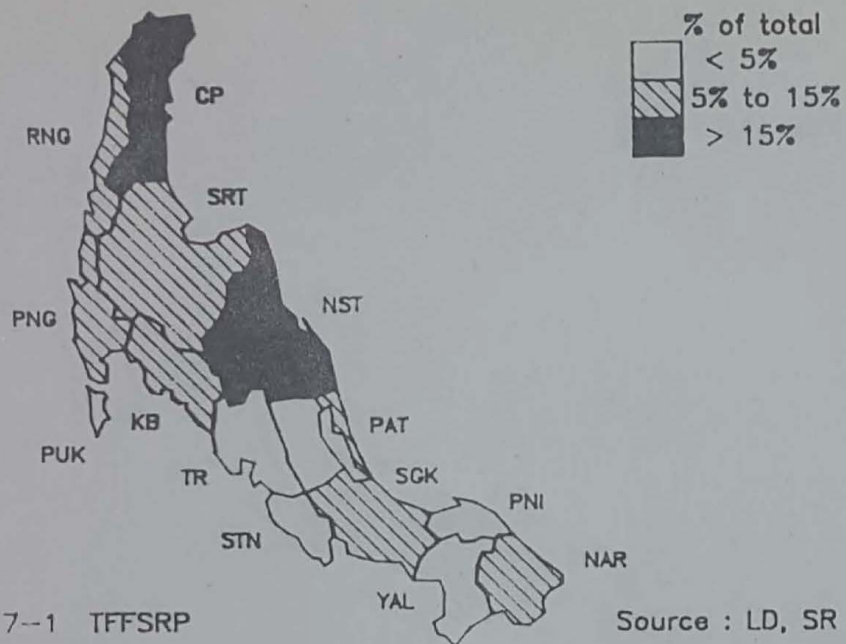 % of total
< 5%
5% to 15%
> 15%
CP
RNG
SRT
PNG
NST
KB
PAT
PUK
TR
SGK
PNI
STN
NAR
YAL
7--1 TFFSRP
Source : LD, SR